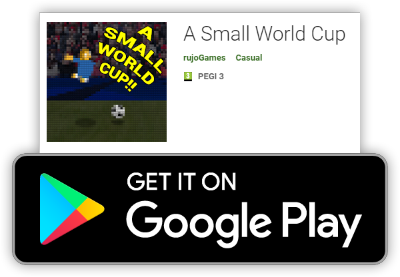 A
SMALL
WORLD
CUP!!
A Small World Cup
rujoGames Casual
3 PEGI 3
GET IT ON
Google Play